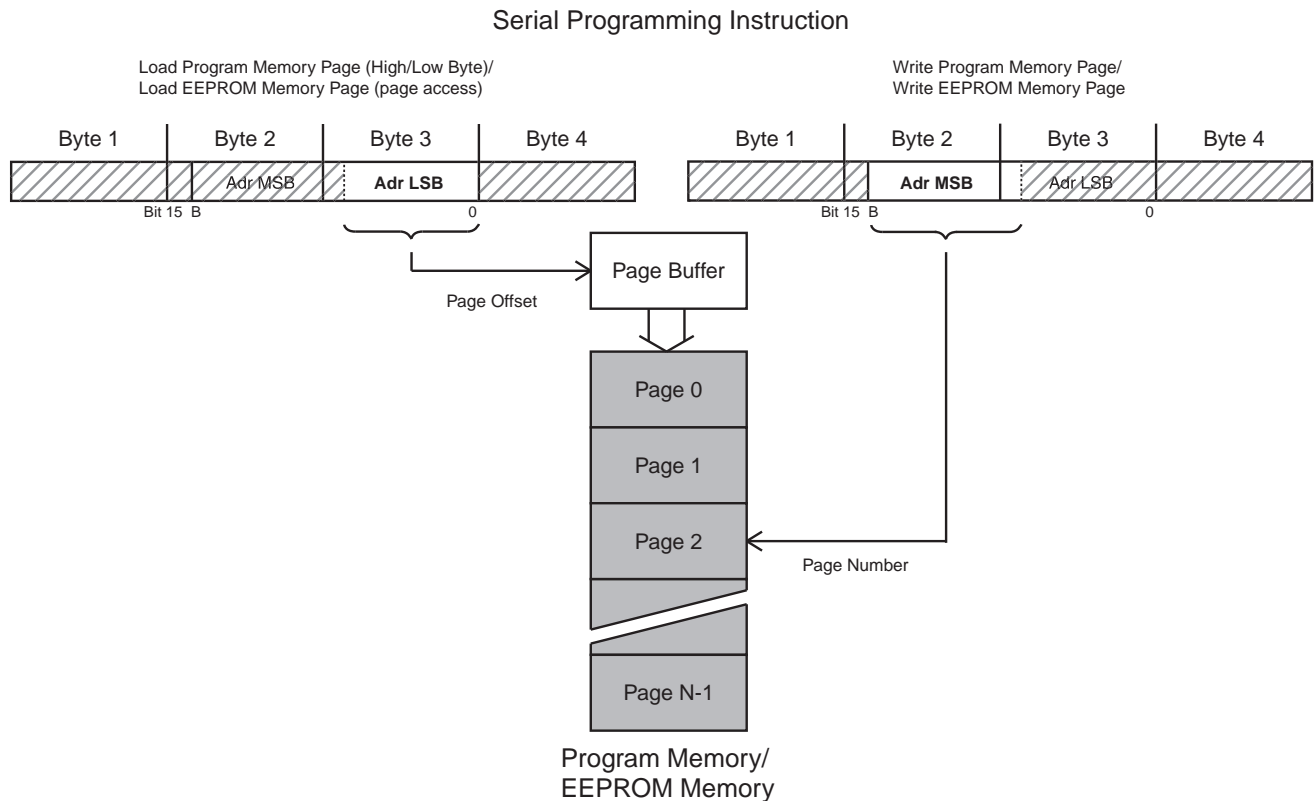 Serial Programming Instruction
Load Program Memory Page (High/Low Byte)/
Load EEPROM Memory Page (page access)
Write Program Memory Page/
Write EEPROM Memory Page
Byte 1 Byte 2 Byte 3 Byte 4
Byte 1 Byte 2 Byte 3 Byte 4
Adr MSB Adr LSB
Adr MSB Adr LSB
Bit 15 B 0
Bit 15 B 0
Page Buffer
Page Offset
Page 0
Page 1
Page 2
Page Number
Page N-1
Program Memory/
EEPROM Memory